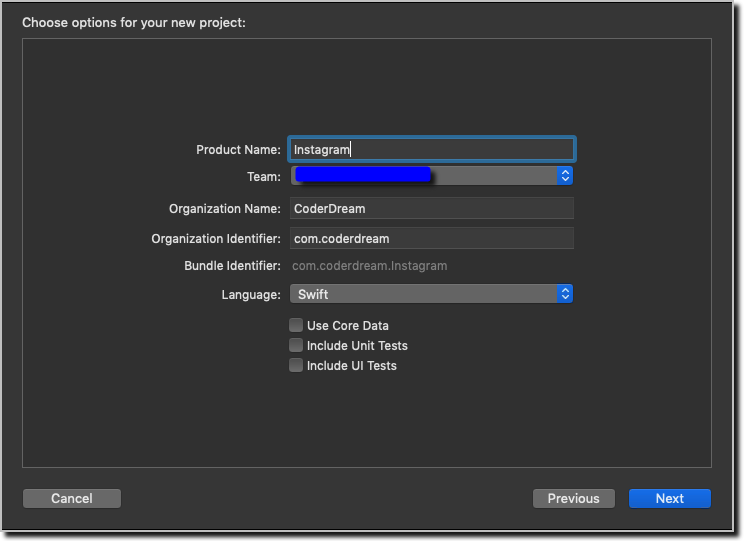 Choose options for your new project:
Product Name: Instagram
Team:
Organization Name: CoderDream
Organization Identifier: com.coderdream
Bundle Identifier: com.coderdream.Instagram
Language: Swift
Use Core Data
Include Unit Tests
Include UI Tests
Cancel Previous Next